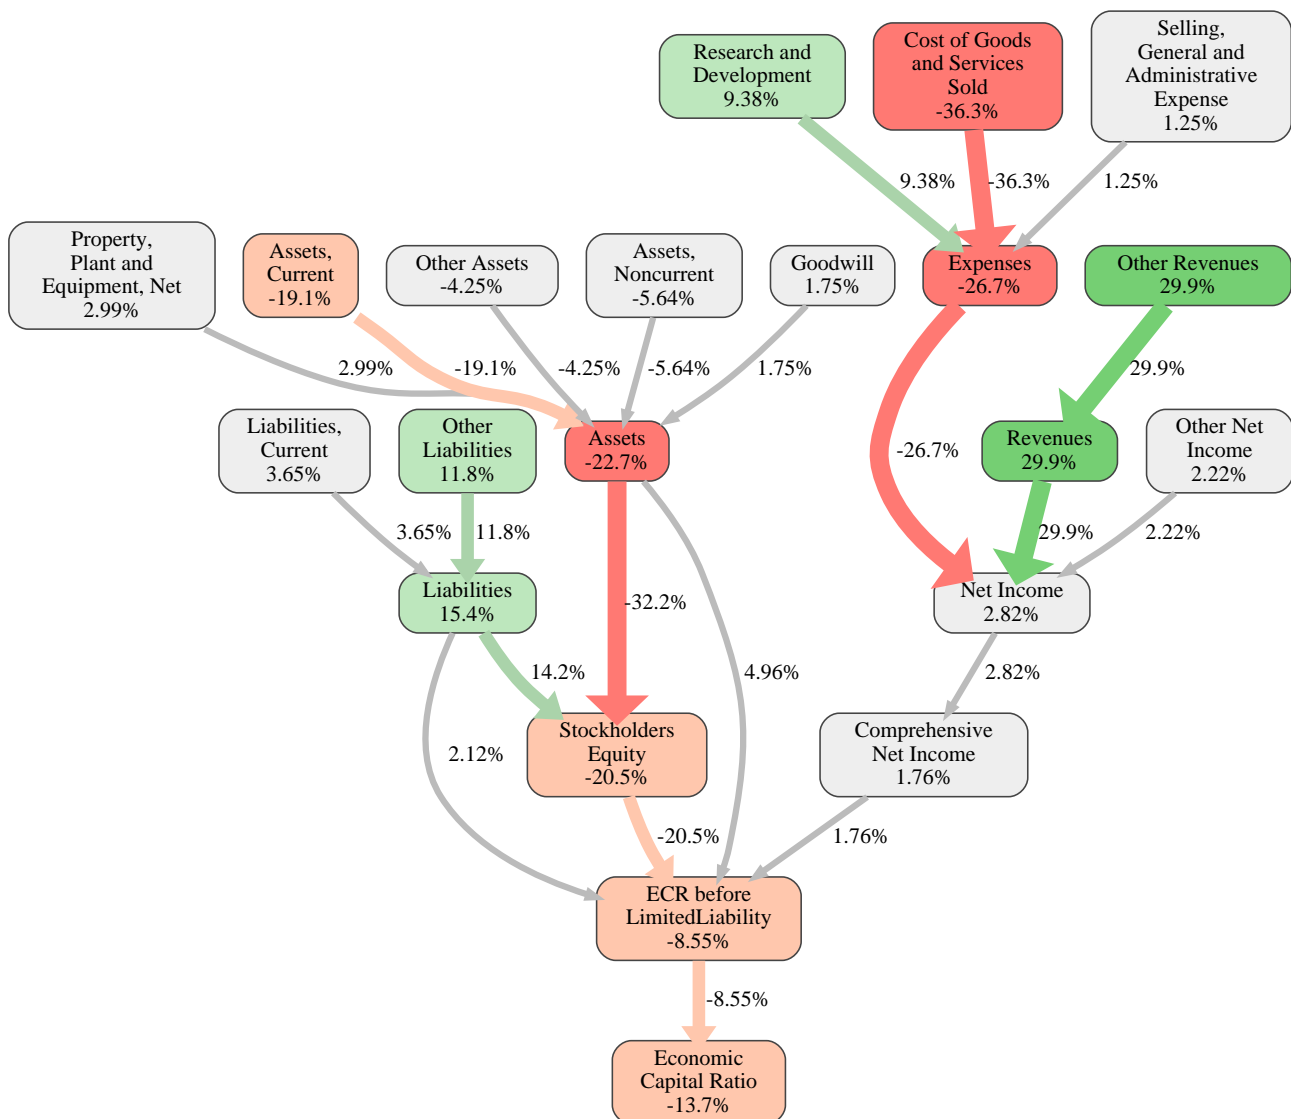 Research and
Development
9.38%
Cost of Goods
and Services
Sold
-36.3%
Selling,
General and
Administrative
Expense
1.25%
9.38%
-36.3%
1.25%
Property,
Plant and
Equipment, Net
2.99%
Assets,
Current
-19.1%
Other Assets
-4.25%
Assets,
Noncurrent
-5.64%
Goodwill
1.75%
Expenses
-26.7%
Other Revenues
29.9%
2.99%
-19.1%
-4.25%
-5.64%
1.75%
29.9%
Liabilities,
Current
3.65%
Other
Liabilities
11.8%
Assets
-22.7%
-26.7%
Revenues
29.9%
Other Net
Income
2.22%
3.65%
11.8%
29.9%
2.22%
Liabilities
15.4%
-32.2%
Net Income
2.82%
14.2%
4.96%
2.82%
2.12%
Stockholders
Equity
-20.5%
Comprehensive
Net Income
1.76%
-20.5%
1.76%
ECR before
LimitedLiability
-8.55%
-8.55%
Economic
Capital Ratio
-13.7%